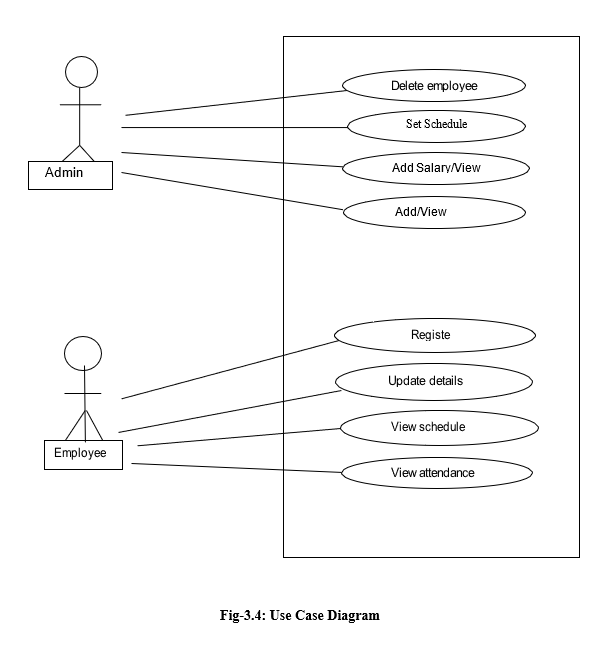 Delete employee
Set Schedule
Add Salary/View
Add/View
Admin
Registe
Update details
View schedule
View attendance
Employee
Fig-3.4: Use Case Diagram